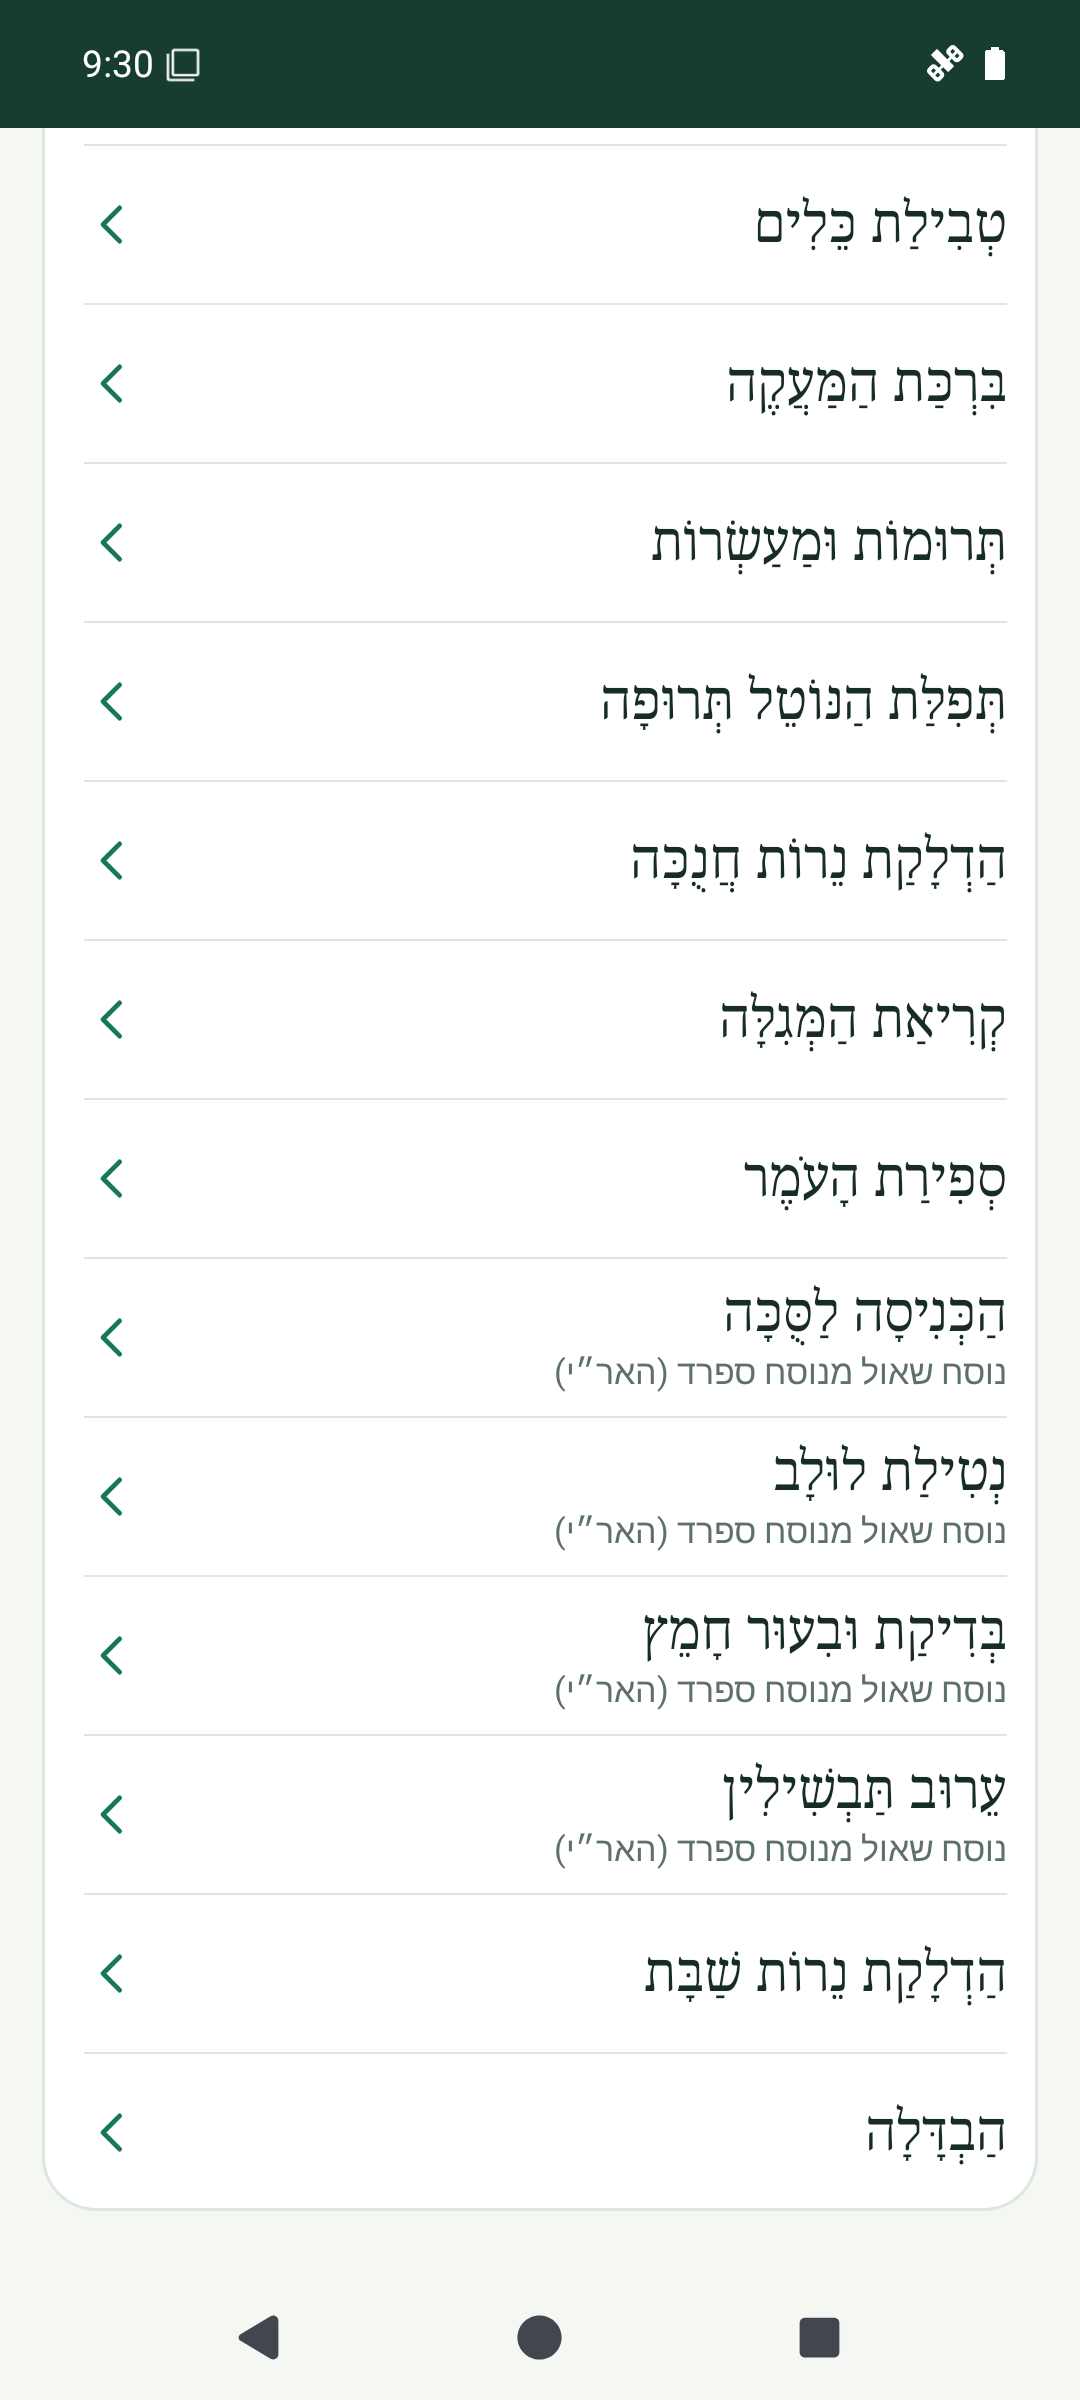 9:30
טְבִילַת כֵּלִים
בִּרְכַּת הַמַּעֲקֶה
תְּרוּמוֹת וּמַעַשְׂרוֹת
תְּפִלַּת הַנּוֹטֵל תְּרוּפָה
הַדְלָקַת נֵרוֹת חֲנֻכָּה
קְרִיאַת הַמְּגִלָּה
סְפִירַת הָעֹמֶר
הַכְּנִיסָה לַסֻּכָּה
נוסח שאול מנוסח ספרד (האר״י)
נְטִילַת לוּלָב
נוסח שאול מנוסח ספרד (האר״י)
בְּדִיקַת וּבִעוּר חָמֵץ
נוסח שאול מנוסח ספרד (האר״י)
עֵרוּב תַּבְשִׁילִין
נוסח שאול מנוסח ספרד (האר״י)
הַדְלָקַת נֵרוֹת שַׁבָּת
הַבְדָּלָה